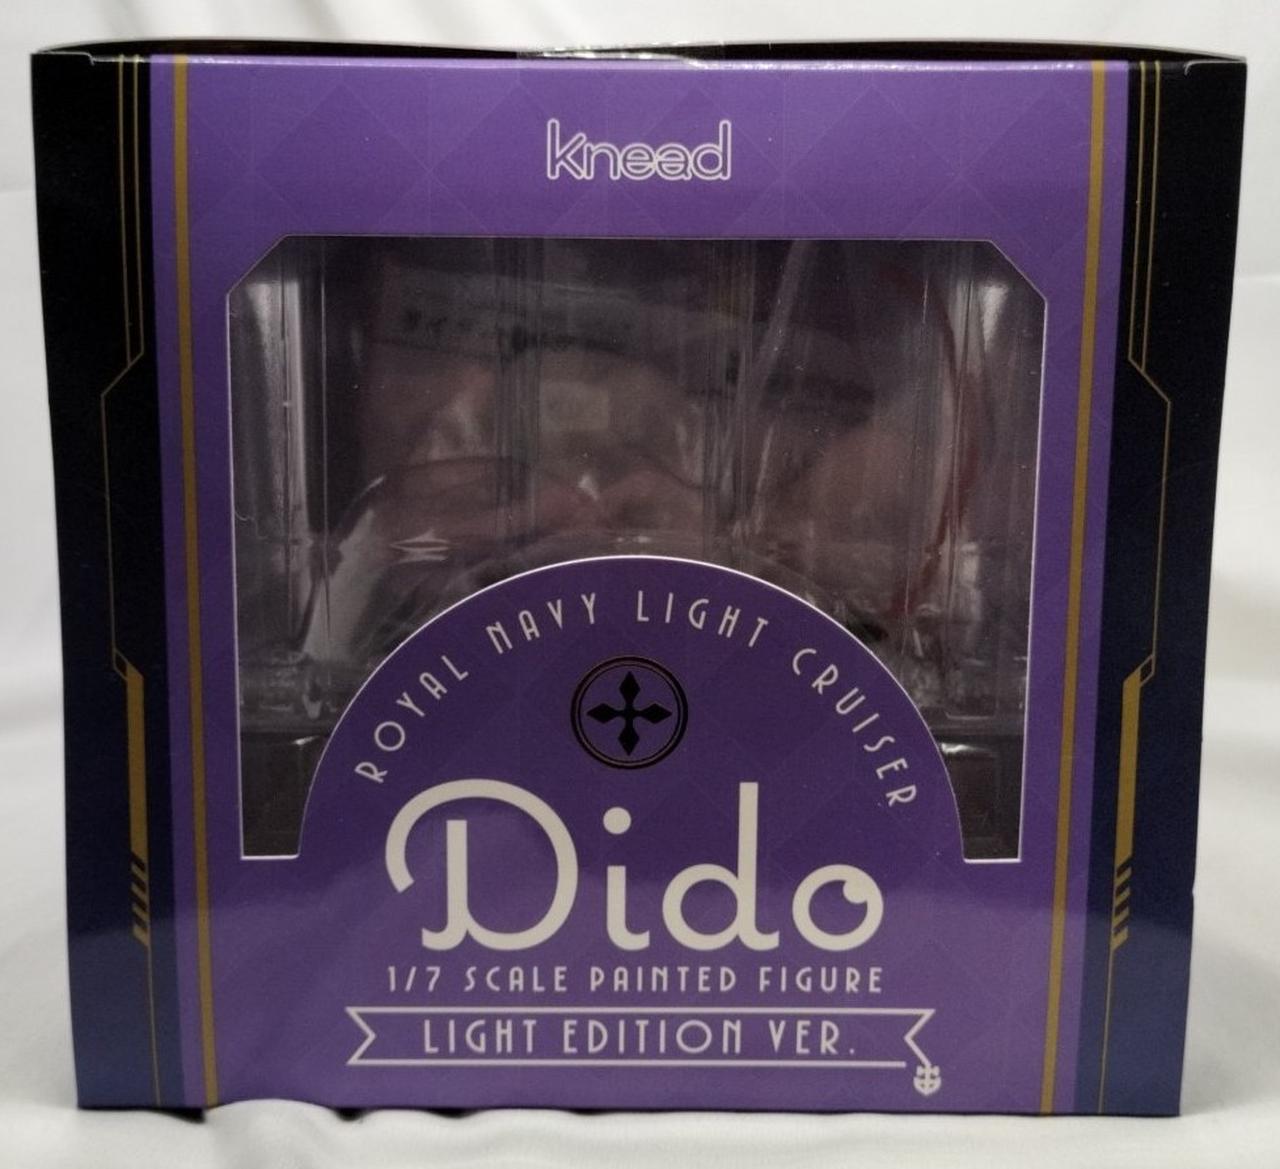 knead
ROYAL NAVY LIGHT CRUISER
Dido
1/7 SCALE PAINTED FIGURE
LIGHT EDITION VER.